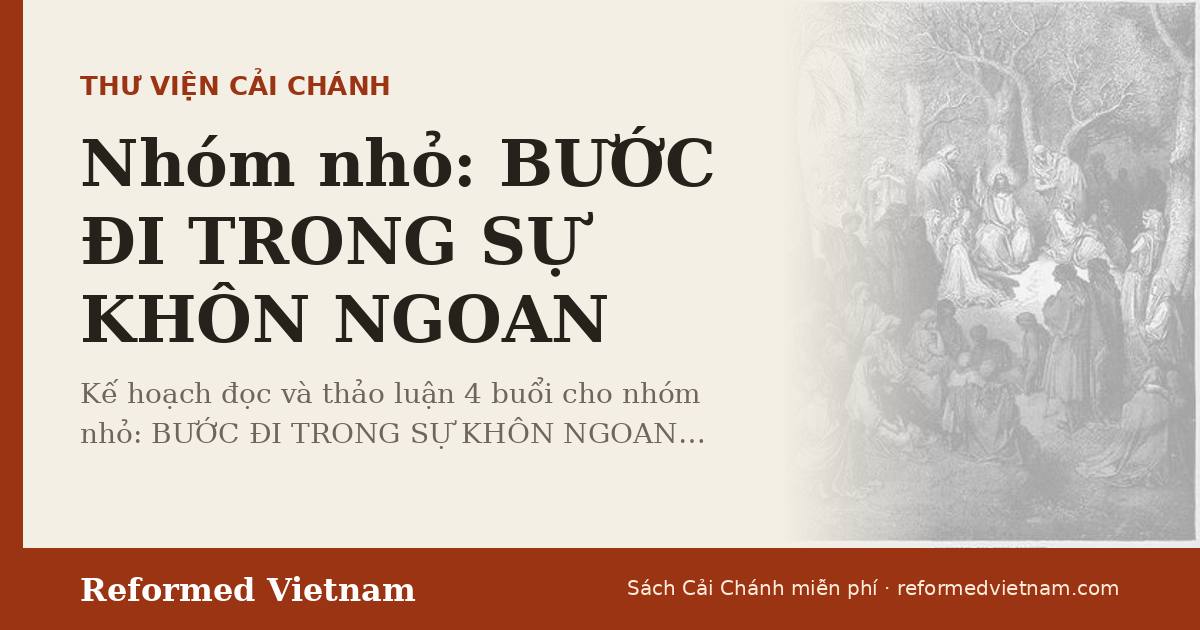 THƯ VIỆN CẢI CHÁNH
Nhóm nhỏ: BƯỚC
ĐI TRONG SỰ
KHÔN NGOAN
Kế hoạch đọc và thảo luận 4 buổi cho nhóm
nhỏ: BƯỚC ĐI TRONG SỰ KHÔN NGOAN...
Reformed Vietnam
Sách Cải Chánh miễn phí · reformedvietnam.com